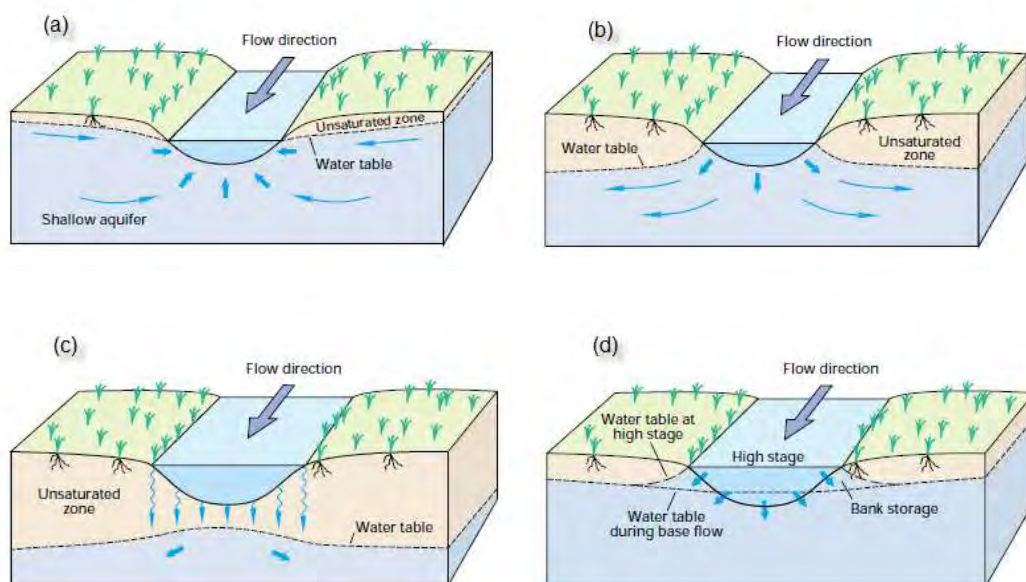 (a)
Flow direction
Unsaturated zone
Water table
Shallow aquifer
(b)
Flow direction
Water table
Unsaturated
zone
(c)
Flow direction
Unsaturated
zone
Water table
(d)
Flow direction
Water table at
high stage
High stage
Bank storage
Water table
during base flow